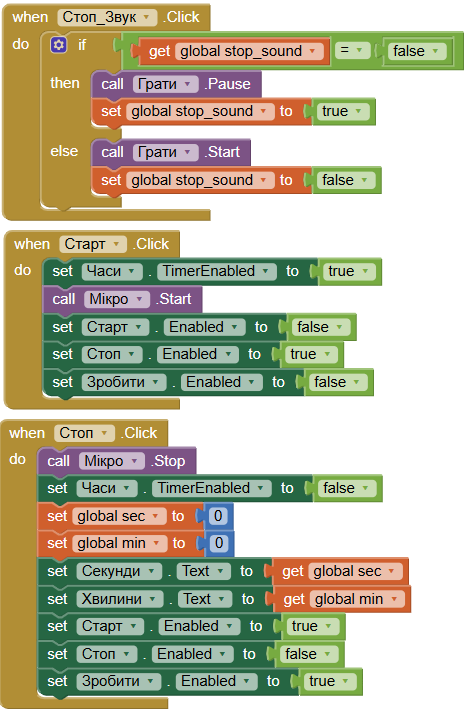 when Стоп_Звук .Click
do if get global stop_sound = false
then call Грати .Pause
set global stop_sound to true
else call Грати .Start
set global stop_sound to false
when Старт .Click
do set Часи . TimerEnabled to true
call Мікро .Start
set Старт . Enabled to false
set Стоп . Enabled to true
set Зробити . Enabled to false
when Стоп .Click
do call Мікро .Stop
set Часи . TimerEnabled to false
set global sec to 0
set global min to 0
set Секунди . Text to get global sec
set Хвилини . Text to get global min
set Старт . Enabled to true
set Стоп . Enabled to false
set Зробити . Enabled to true